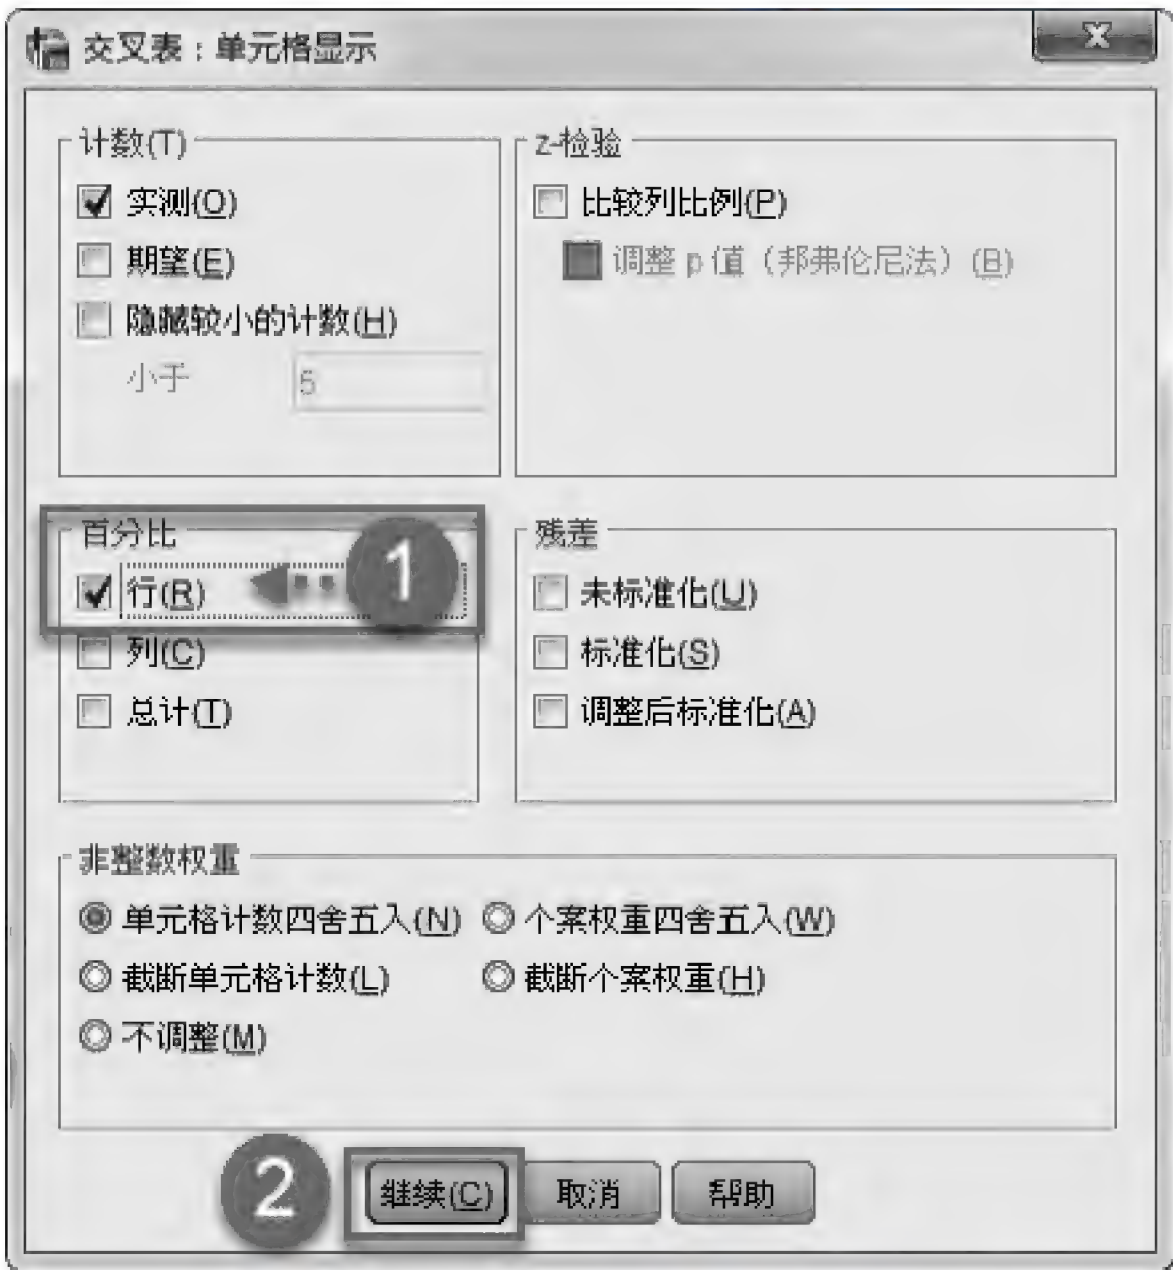 交叉表：单元格显示
计数(T)
实测(O)
期望(E)
隐藏较小的计数(H)
小于 5
z-检验
比较列比例(P)
调整 p 值（邦弗伦尼法）(B)
百分比
行(R)
1
列(C)
总计(T)
残差
未标准化(U)
标准化(S)
调整后标准化(A)
非整数权重
单元格计数四舍五入(N) 个案权重四舍五入(W)
截断单元格计数(L) 截断个案权重(H)
不调整(M)
2 继续(C) 取消 帮助